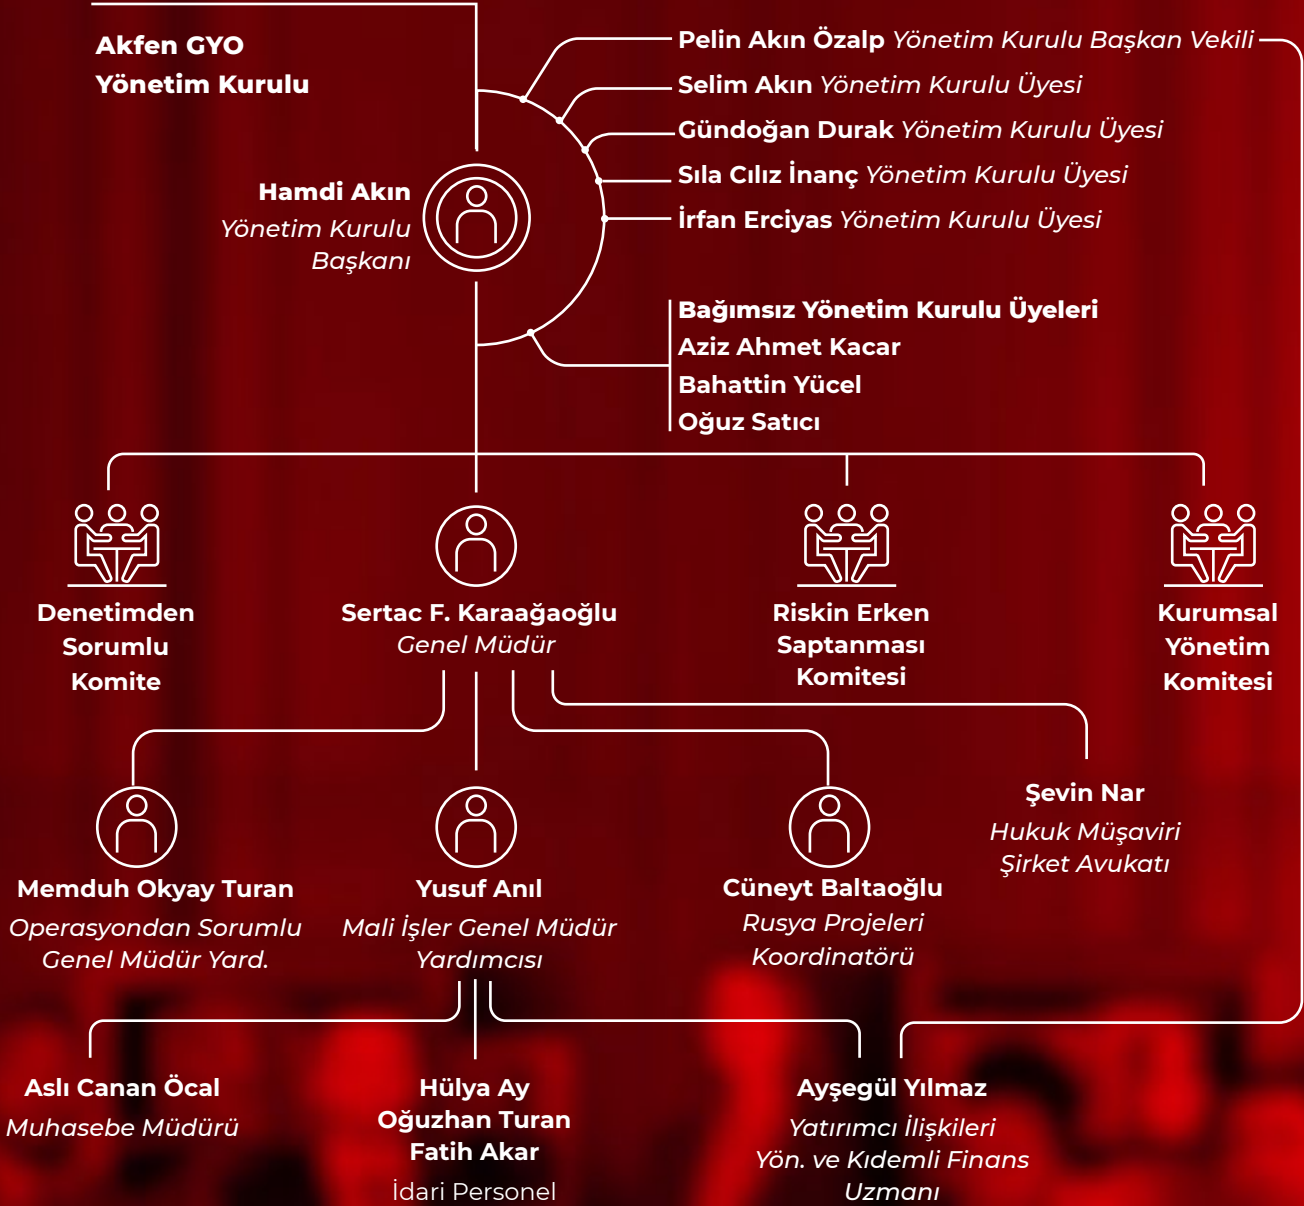 Akfen GYO
Yönetim Kurulu
Pelin Akın Özalp Yönetim Kurulu Başkan Vekili
Selim Akın Yönetim Kurulu Üyesi
Gündoğan Durak Yönetim Kurulu Üyesi
Sıla Cılız İnanç Yönetim Kurulu Üyesi
İrfan Erciyas Yönetim Kurulu Üyesi
Hamdi Akın
Yönetim Kurulu
Başkanı
Bağımsız Yönetim Kurulu Üyeleri
Aziz Ahmet Kacar
Bahattin Yücel
Oğuz Satıcı
Denetimden
Sorumlu
Komite
Sertac F. Karaağaoğlu
Genel Müdür
Riskin Erken
Saptanması
Komitesi
Kurumsal
Yönetim
Komitesi
Memduh Okyay Turan
Operasyondan Sorumlu
Genel Müdür Yard.
Yusuf Anıl
Mali İşler Genel Müdür
Yardımcısı
Cüneyt Baltaoğlu
Rusya Projeleri
Koordinatörü
Şevin Nar
Hukuk Müşaviri
Şirket Avukatı
Aslı Canan Öcal
Muhasebe Müdürü
Hülya Ay
Oğuzhan Turan
Fatih Akar
İdari Personel
Ayşegül Yılmaz
Yatırımcı İlişkileri
Yön. ve Kıdemli Finans
Uzmanı